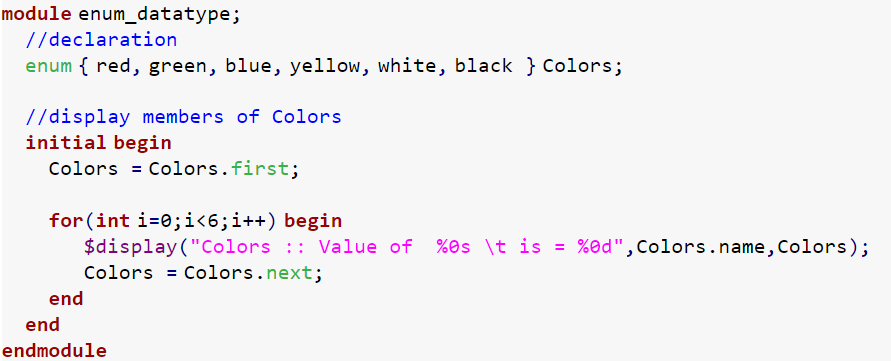 module enum_datatype;
//declaration
enum { red, green, blue, yellow, white, black } Colors;
//display members of Colors
initial begin
Colors = Colors.first;
for(int i=0;i<6;i++) begin
$display("Colors :: Value of  %0s \t is = %0d",Colors.name,Colors);
Colors = Colors.next;
end
end
endmodule